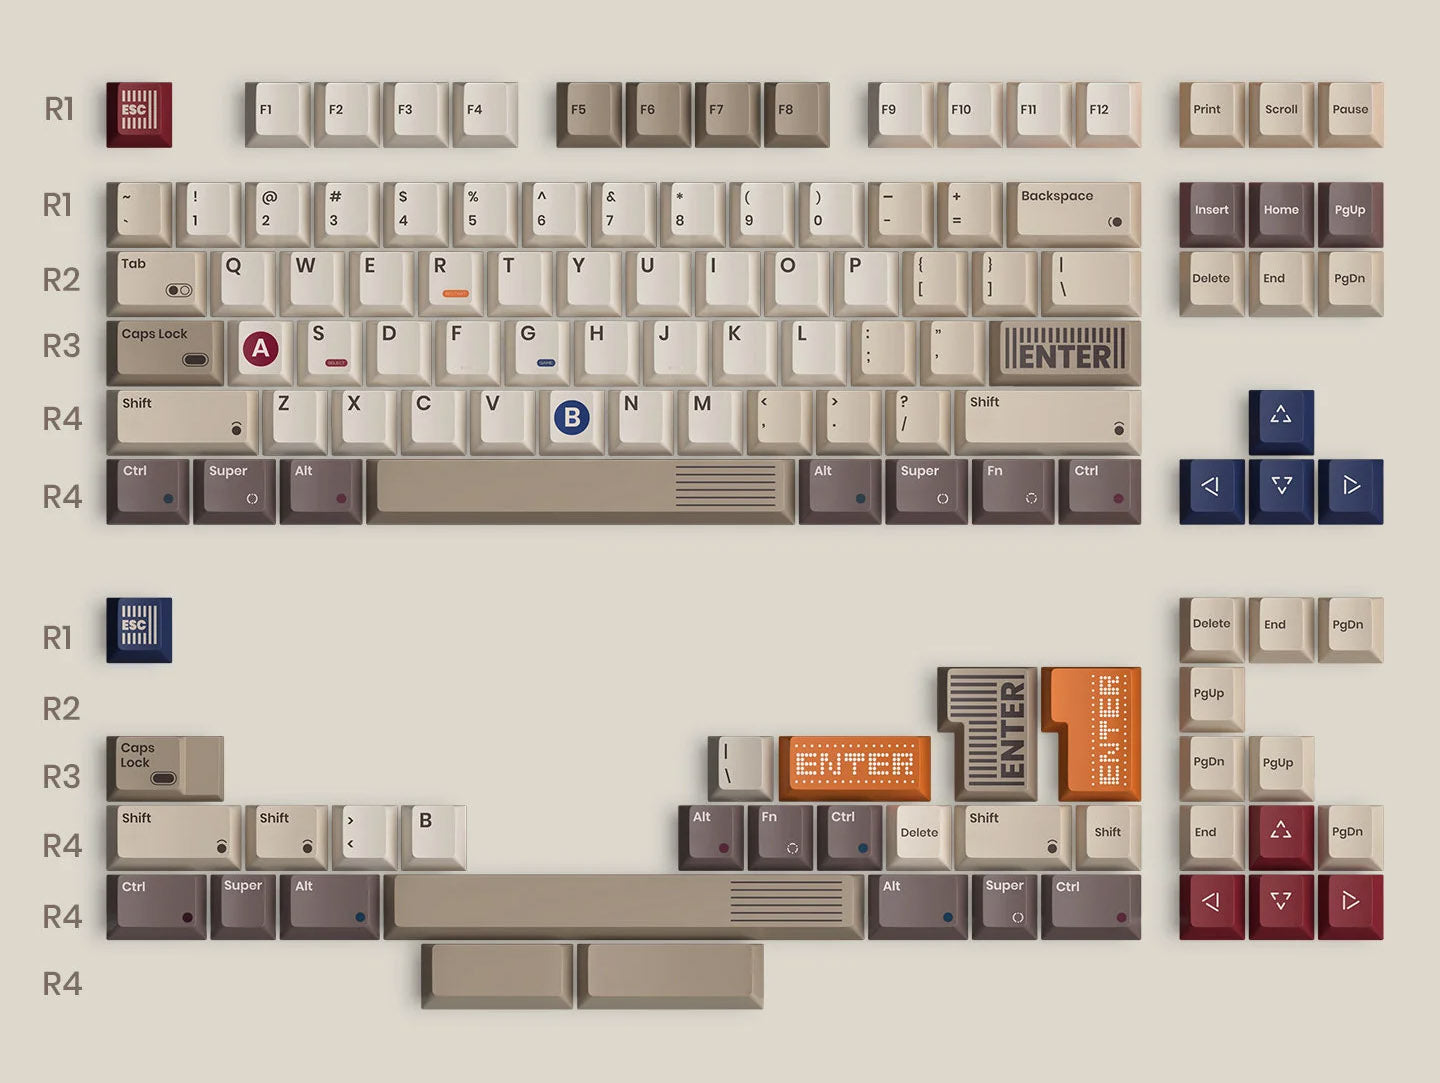 R1 ESC F1 F2 F3 F4 F5 F6 F7 F8 F9 F10 F11 F12 Print Scroll Pause
~ ! @ # $ % ^ & * ( ) — + Backspace
R1 ` 1 2 3 4 5 6 7 8 9 0 - = Insert Home PgUp
Tab Q W E R T Y U I O P { } |
R2 [ ] \ Delete End PgDn
Caps Lock A S D F G H J K L : "
R3 ; ' ENTER
SELECT GAME
Shift Z X C V B N M < > ? Shift
R4 , . /
Ctrl Super Alt Alt Super Fn Ctrl
R4
R1 ESC Delete End PgDn
R2 ENTER ENTER PgUp
Caps |
Lock \
R3 ENTER PgDn PgUp
Shift Shift > B Alt Fn Ctrl Delete Shift Shift End PgDn
R4 <
Ctrl Super Alt Alt Super Ctrl
R4
R4